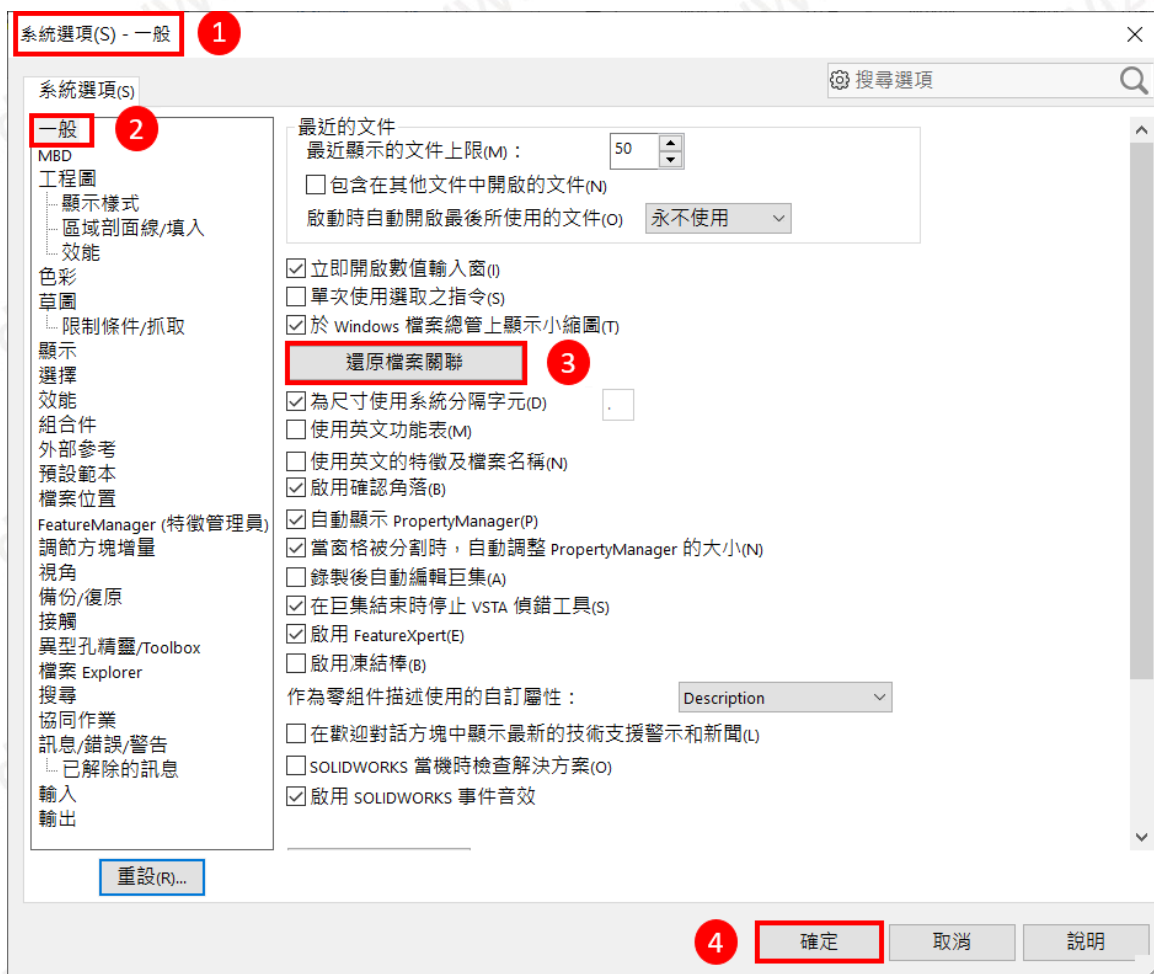 系統選項(S) - 一般
1
系統選項(S)
搜尋選項
一般
2
MBD
工程圖
顯示樣式
區域剖面線/填入
效能
色彩
草圖
限制條件/抓取
顯示
選擇
效能
組合件
外部參考
預設範本
檔案位置
FeatureManager (特徵管理員)
調節方塊增量
視角
備份/復原
接觸
異型孔精靈/Toolbox
檔案 Explorer
搜尋
協同作業
訊息/錯誤/警告
已解除的訊息
輸入
輸出
重設(R)...
最近的文件
最近顯示的文件上限(M)： 50
包含在其他文件中開啟的文件(N)
啟動時自動開啟最後所使用的文件(O) 永不使用
立即開啟數值輸入窗(I)
單次使用選取之指令(S)
於 Windows 檔案總管上顯示小縮圖(T)
還原檔案關聯
3
為尺寸使用系統分隔字元(D) .
使用英文功能表(M)
使用英文的特徵及檔案名稱(N)
啟用確認角落(B)
自動顯示 PropertyManager(P)
當窗格被分割時，自動調整 PropertyManager 的大小(N)
錄製後自動編輯巨集(A)
在巨集結束時停止 VSTA 偵錯工具(S)
啟用 FeatureXpert(E)
啟用凍結棒(B)
作為零組件描述使用的自訂屬性： Description
在歡迎對話方塊中顯示最新的技術支援警示和新聞(L)
SOLIDWORKS 當機時檢查解決方案(O)
啟用 SOLIDWORKS 事件音效
4
確定
取消
說明